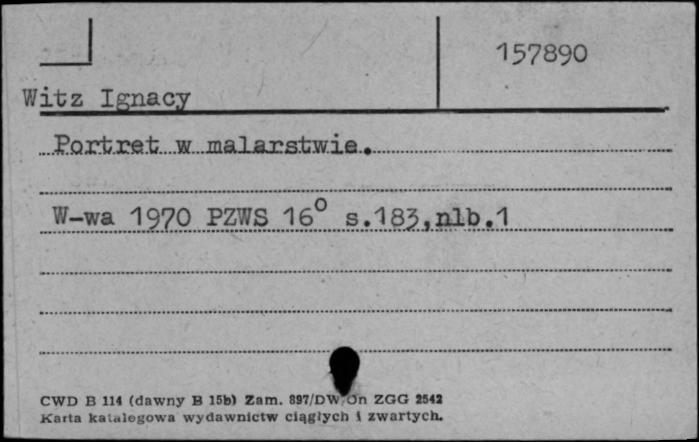 157890
Witz Ignacy
Portret w malarstwie.
W-wa 1970 PZWS 16° s.183,nlb.1
CWD B 114 (dawny B 15b) Zam. 897/DW/On ZGG 2542
Karta katalogowa wydawnictw ciągłych i zwartych.